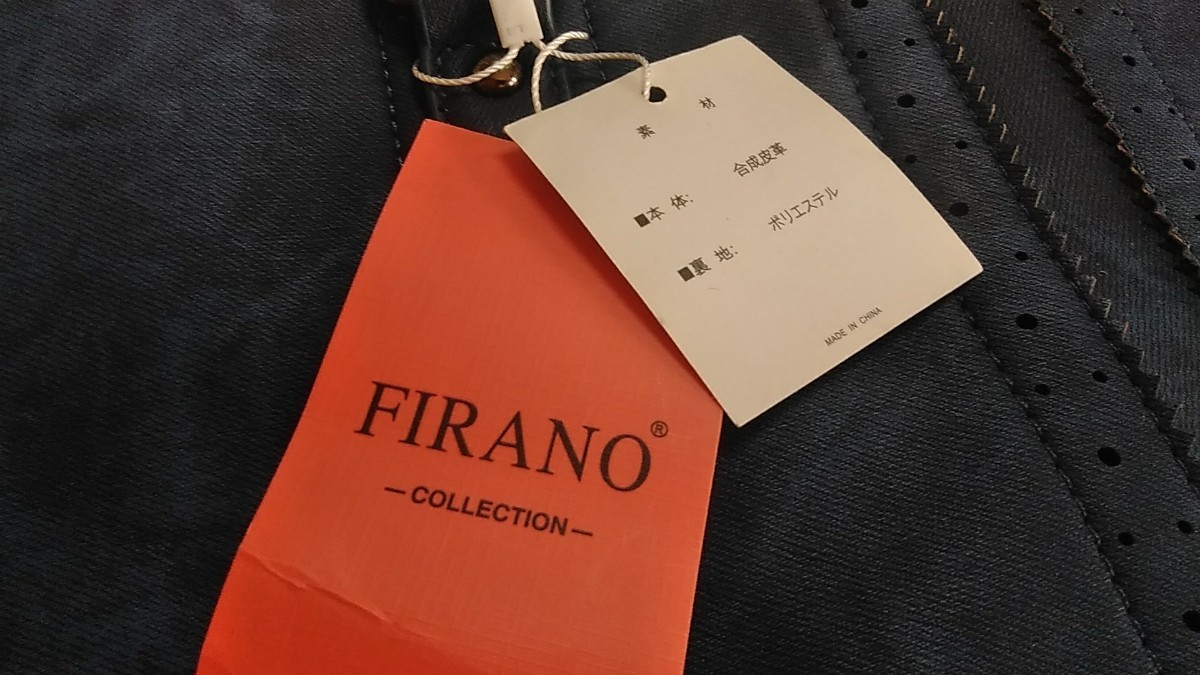 素 材
■本 体: 合成皮革
■裏 地: ポリエステル
MADE IN CHINA
FIRANO®
—COLLECTION—